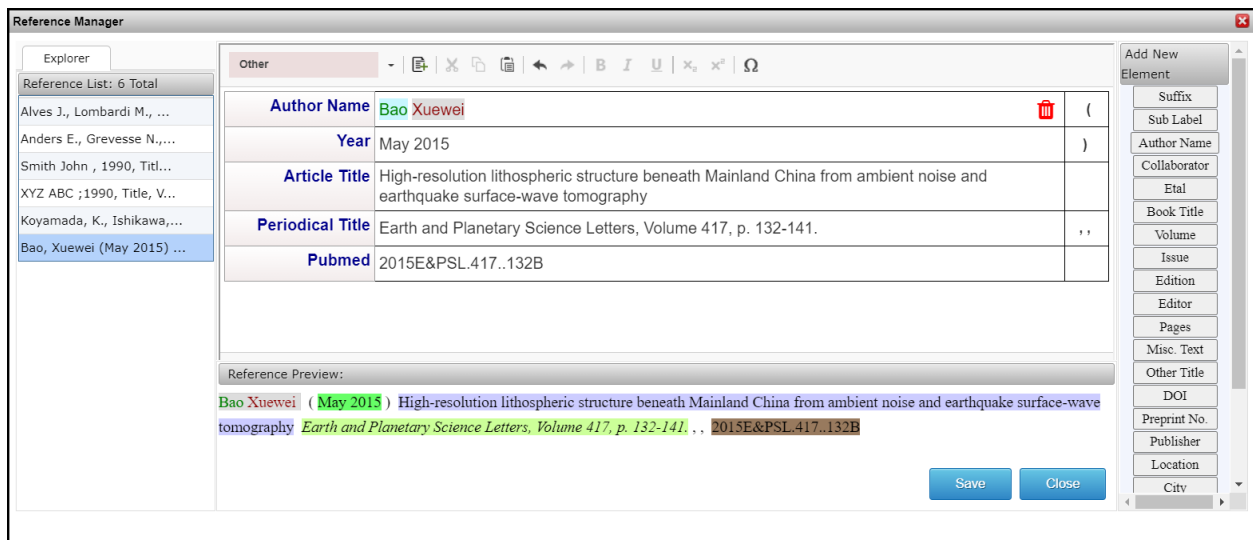 Reference Manager
Explorer
Reference List: 6 Total
Alves J., Lombardi M., ...
Anders E., Grevesse N.,...
Smith John , 1990, Titl...
XYZ ABC ;1990, Title, V...
Koyamada, K., Ishikawa,...
Bao, Xuewei (May 2015) ...
Other
B I U x₂ x² Ω
Author Name Bao Xuewei (
Year May 2015 )
Article Title High-resolution lithospheric structure beneath Mainland China from ambient noise and
earthquake surface-wave tomography
Periodical Title Earth and Planetary Science Letters, Volume 417, p. 132-141. , ,
Pubmed 2015E&PSL.417..132B
Reference Preview:
Bao Xuewei ( May 2015 ) High-resolution lithospheric structure beneath Mainland China from ambient noise and earthquake surface-wave
tomography Earth and Planetary Science Letters, Volume 417, p. 132-141. , , 2015E&PSL.417..132B
Save Close
Add New
Element
Suffix
Sub Label
Author Name
Collaborator
Etal
Book Title
Volume
Issue
Edition
Editor
Pages
Misc. Text
Other Title
DOI
Preprint No.
Publisher
Location
City